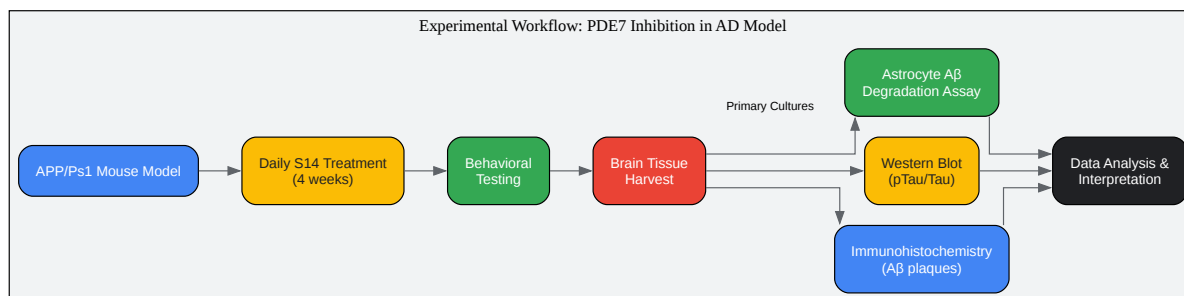 Experimental Workflow: PDE7 Inhibition in AD Model
APP/Ps1 Mouse Model
Daily S14 Treatment
(4 weeks)
Behavioral
Testing
Brain Tissue
Harvest
Primary Cultures
Astrocyte Aβ
Degradation Assay
Western Blot
(pTau/Tau)
Immunohistochemistry
(Aβ plaques)
Data Analysis &
Interpretation